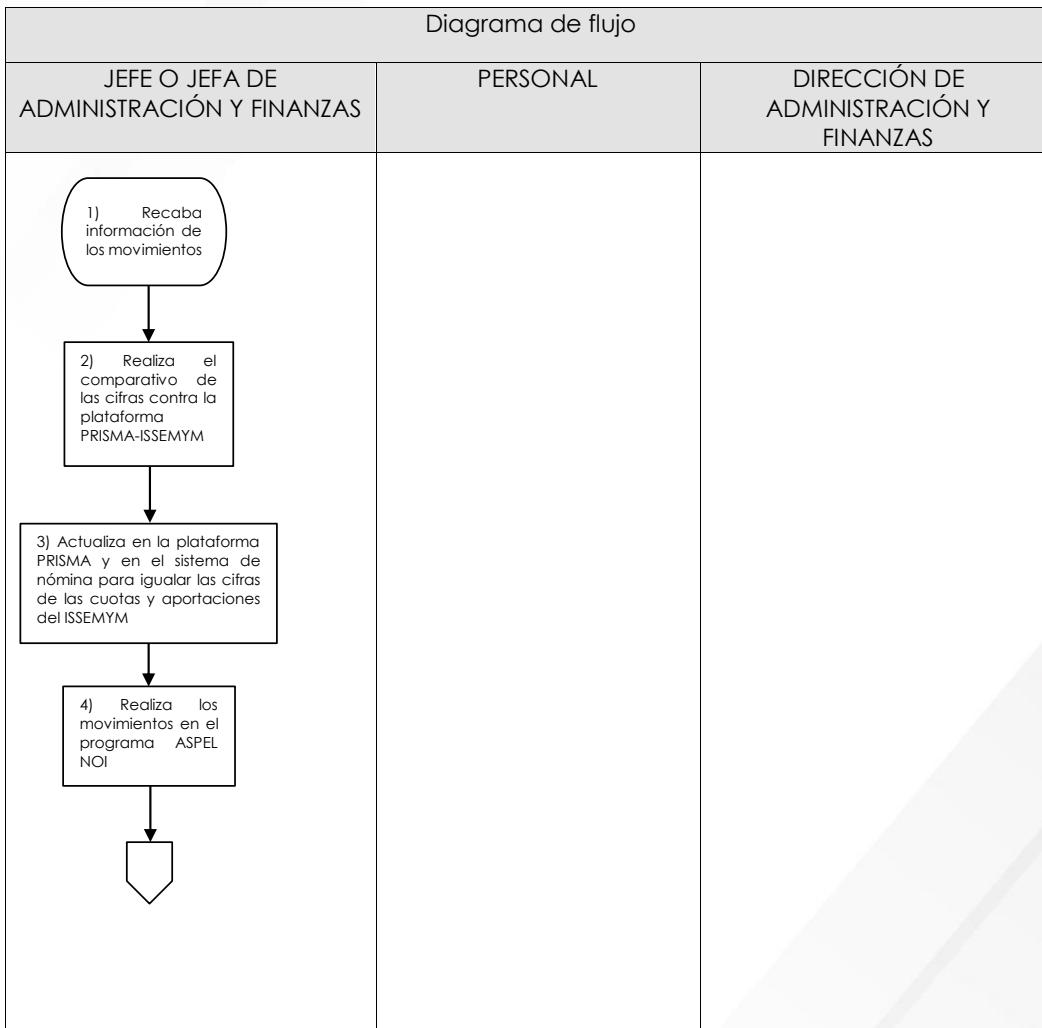 Diagrama de flujo
JEFE O JEFA DE
ADMINISTRACIÓN Y FINANZAS
PERSONAL
DIRECCIÓN DE
ADMINISTRACIÓN Y
FINANZAS
1) Recaba
información de
los movimientos
2) Realiza el
comparativo de
las cifras contra la
plataforma
PRISMA-ISSEMYM
3) Actualiza en la plataforma
PRISMA y en el sistema de
nómina para igualar las cifras
de las cuotas y aportaciones
del ISSEMYM
4) Realiza los
movimientos en el
programa ASPEL
NOI